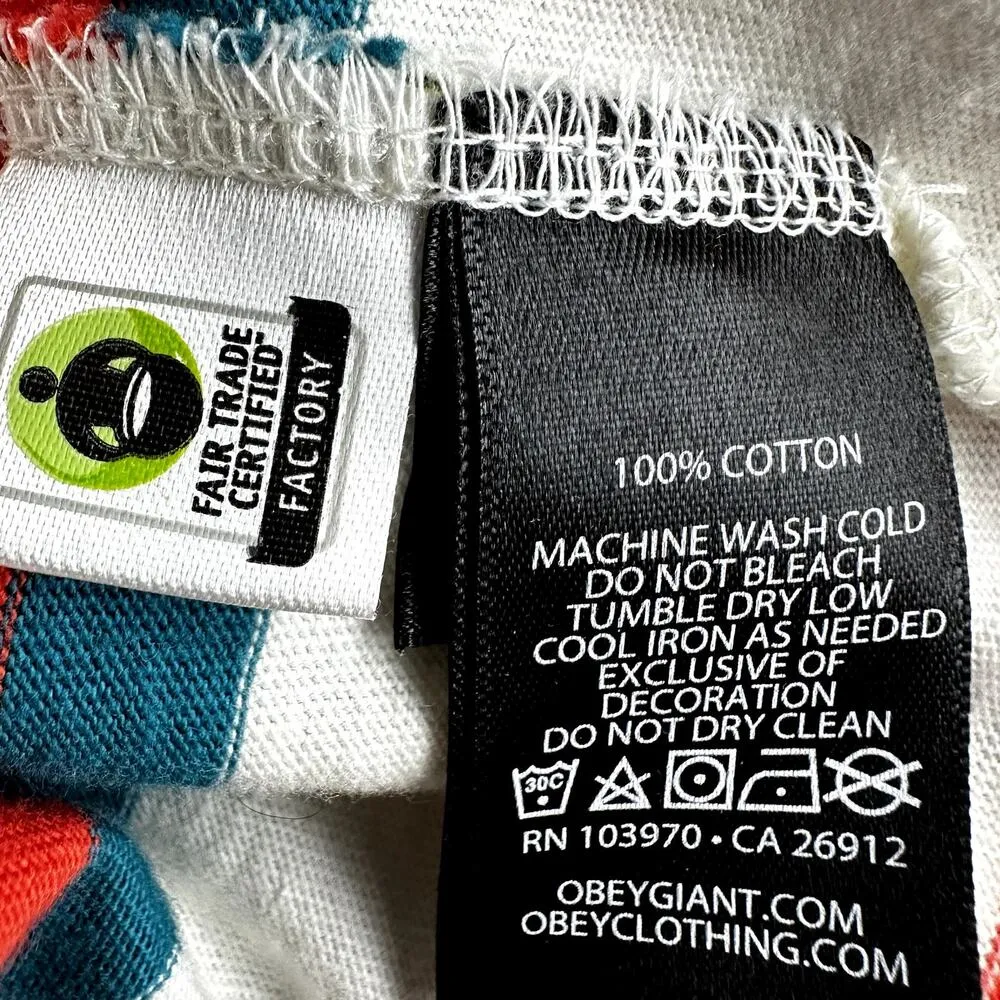 FAIR TRADE
CERTIFIED™
FACTORY
100% COTTON
MACHINE WASH COLD
DO NOT BLEACH
TUMBLE DRY LOW
COOL IRON AS NEEDED
EXCLUSIVE OF
DECORATION
DO NOT DRY CLEAN
30C
RN 103970 • CA 26912
OBEYGIANT.COM
OBEYCLOTHING.COM